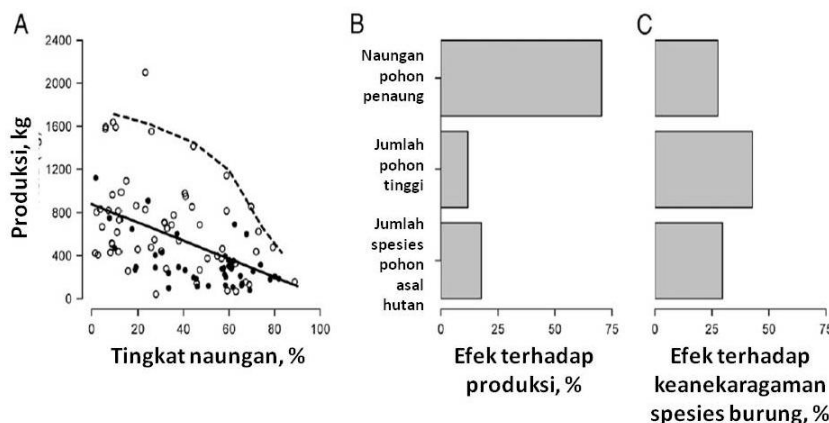 A
Produksi, kg
2400
2000
1600
1200
800
400
0
0
20
40
60
80
100
Tingkat naungan, %
B
Naungan
pohon
penaung
Jumlah
pohon
tinggi
Jumlah
spesies
pohon
asal
hutan
0
25
50
75
Efek terhadap
produksi, %
C
0
25
50
75
Efek terhadap
keanekaragaman
spesies burung, %